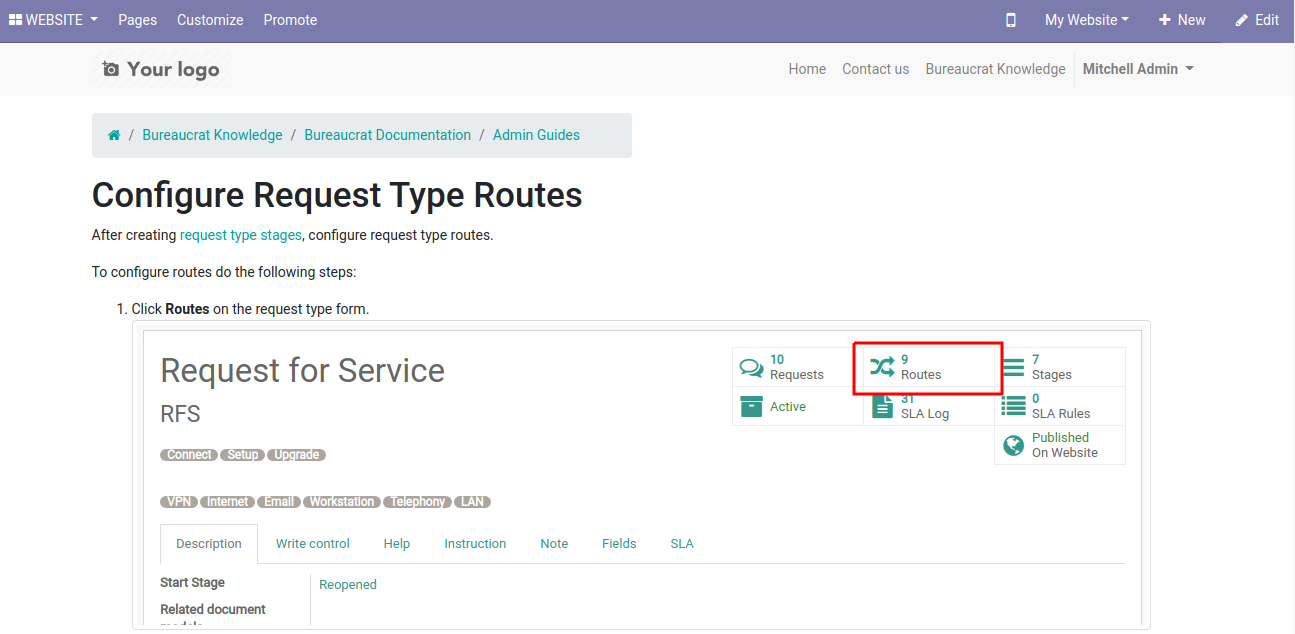 WEBSITE Pages Customize Promote My Website New Edit
Your logo Home Contact us Bureaucrat Knowledge Mitchell Admin
/ Bureaucrat Knowledge / Bureaucrat Documentation / Admin Guides
Configure Request Type Routes
After creating request type stages, configure request type routes.
To configure routes do the following steps:
1. Click Routes on the request type form.
Request for Service
RFS
10
Requests
9
Routes
7
Stages
Active
31
SLA Log
0
SLA Rules
Published
On Website
Connect Setup Upgrade
VPN Internet Email Workstation Telephony LAN
Description Write control Help Instruction Note Fields SLA
Start Stage Reopened
Related document